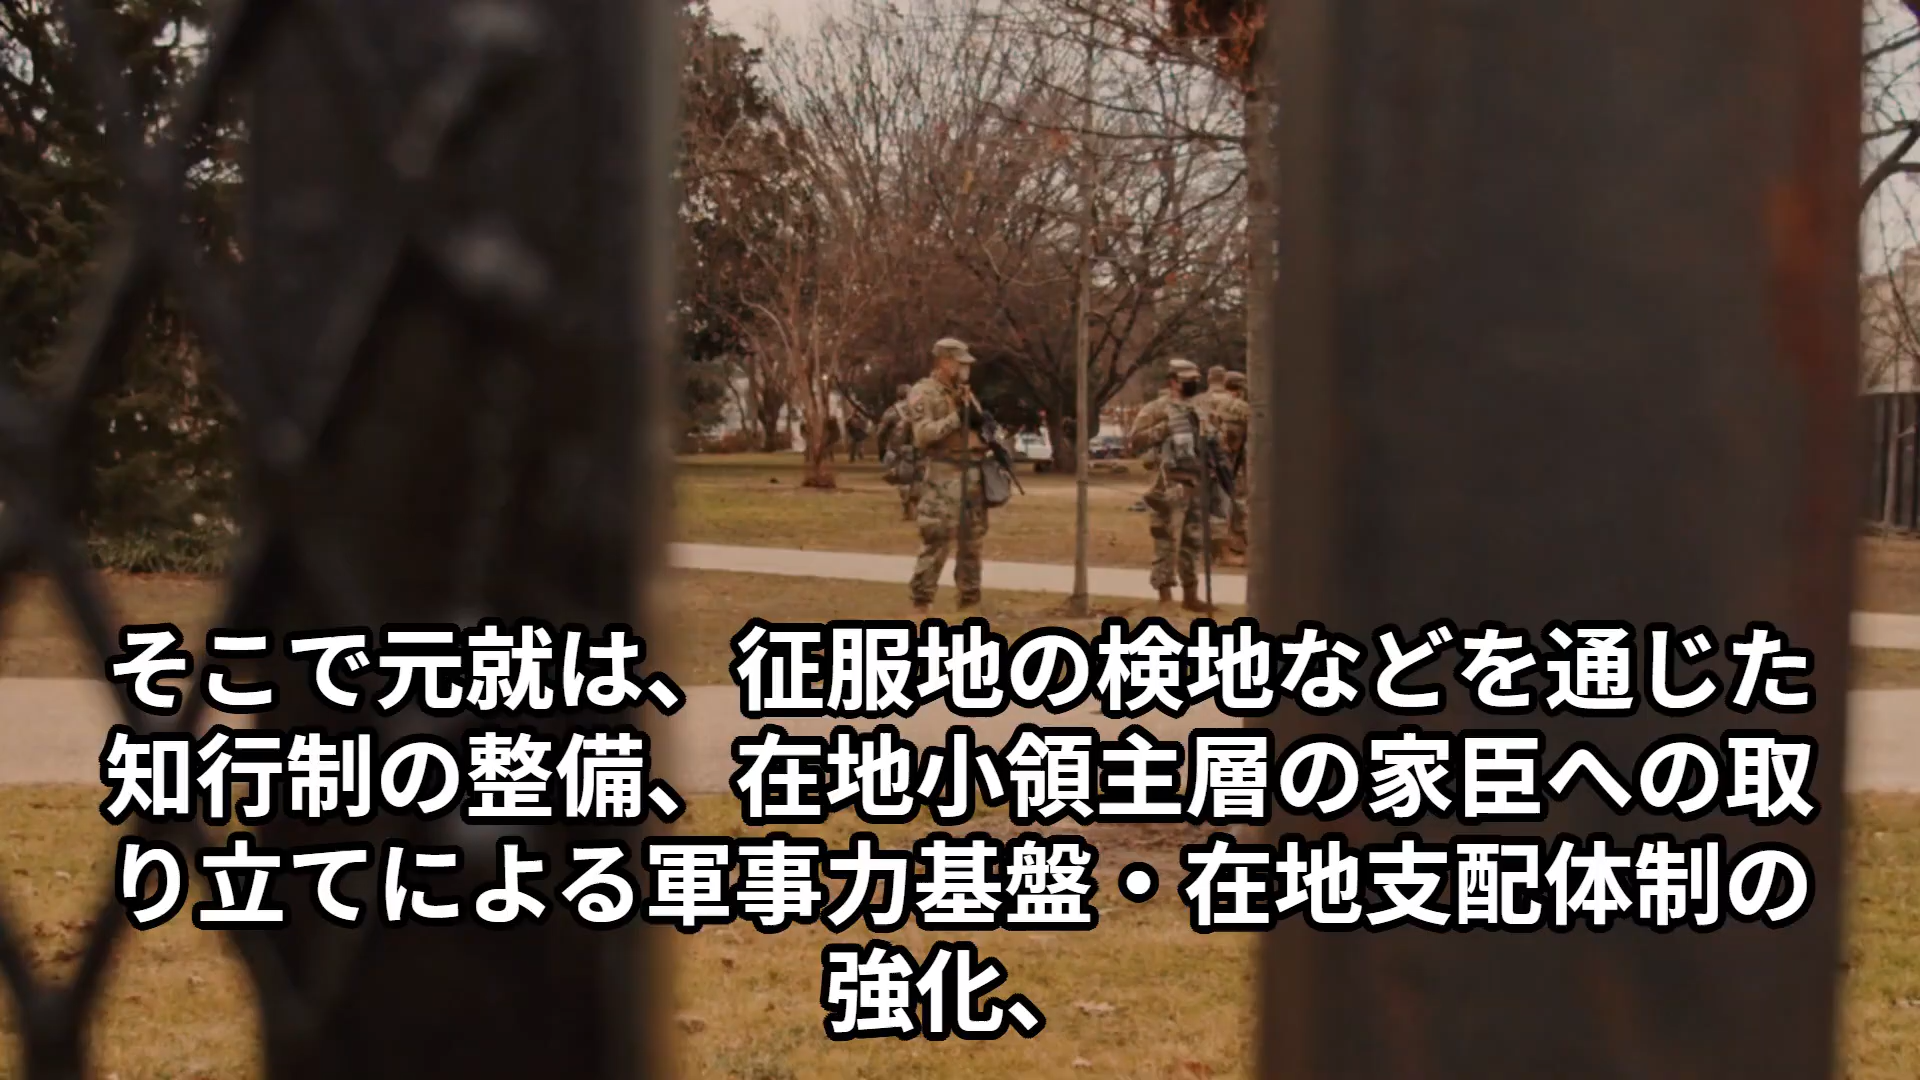 そこで元就は、征服地の検地などを通じた
知行制の整備、在地小領主層の家臣への取
り立てによる軍事力基盤・在地支配体制の
強化、